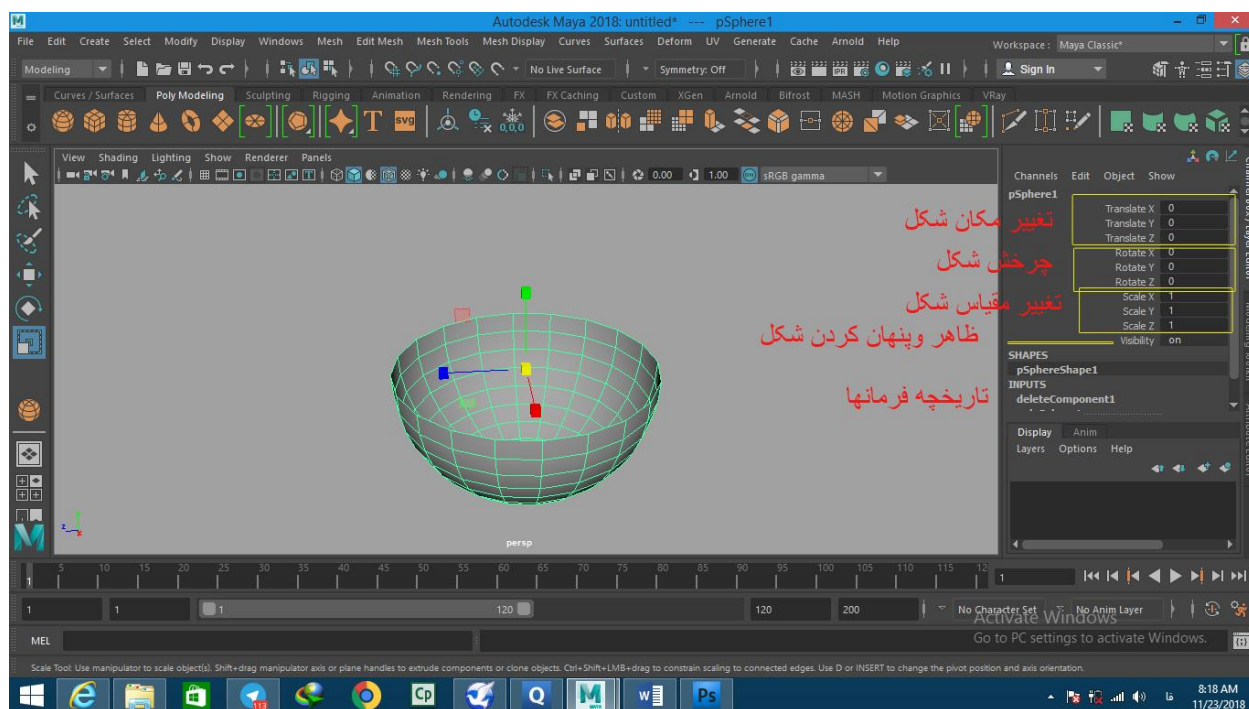 Autodesk Maya 2018: untitled* --- pSphere1
File Edit Create Select Modify Display Windows Mesh Edit Mesh Mesh Tools Mesh Display Curves Surfaces Deform UV Generate Cache Arnold Help
Workspace: Maya Classic*
Modeling No Live Surface Symmetry: Off Sign In
Curves / Surfaces Poly Modeling Sculpting Rigging Animation Rendering FX FX Caching Custom XGen Arnold Bifrost MASH Motion Graphics VRay
T svg 0,0,0
View Shading Lighting Show Renderer Panels
0.00 1.00 sRGB gamma
Channels Edit Object Show
pSphere1
Translate X 0
تغییر مکان شکل
Translate Y 0
Translate Z 0
Rotate X 0
چرخش شکل
Rotate Y 0
Rotate Z 0
Scale X 1
تغییر مقیاس شکل
Scale Y 1
Scale Z 1
ظاهر وپنهان کردن شکل
Visibility on
SHAPES
pSphereShape1
INPUTS
تاریخچه فرمانها
deleteComponent1
Display Anim
Layers Options Help
z
persp
5 10 15 20 25 30 35 40 45 50 55 60 65 70 75 80 85 90 95 100 105 110 115 12
1 1
1 1 1 120 120 200 No Character Set No Anim Layer
Activate Windows
MEL Go to PC settings to activate Windows.
Scale Tool: Use manipulator to scale object(s). Shift+drag manipulator axis or plane handles to extrude components or clone objects. Ctrl+Shift+LMB+drag to constrain scaling to connected edges. Use D or INSERT to change the pivot position and axis orientation.
113 Cp Q M W Ps فا 8:18 AM
11/23/2018